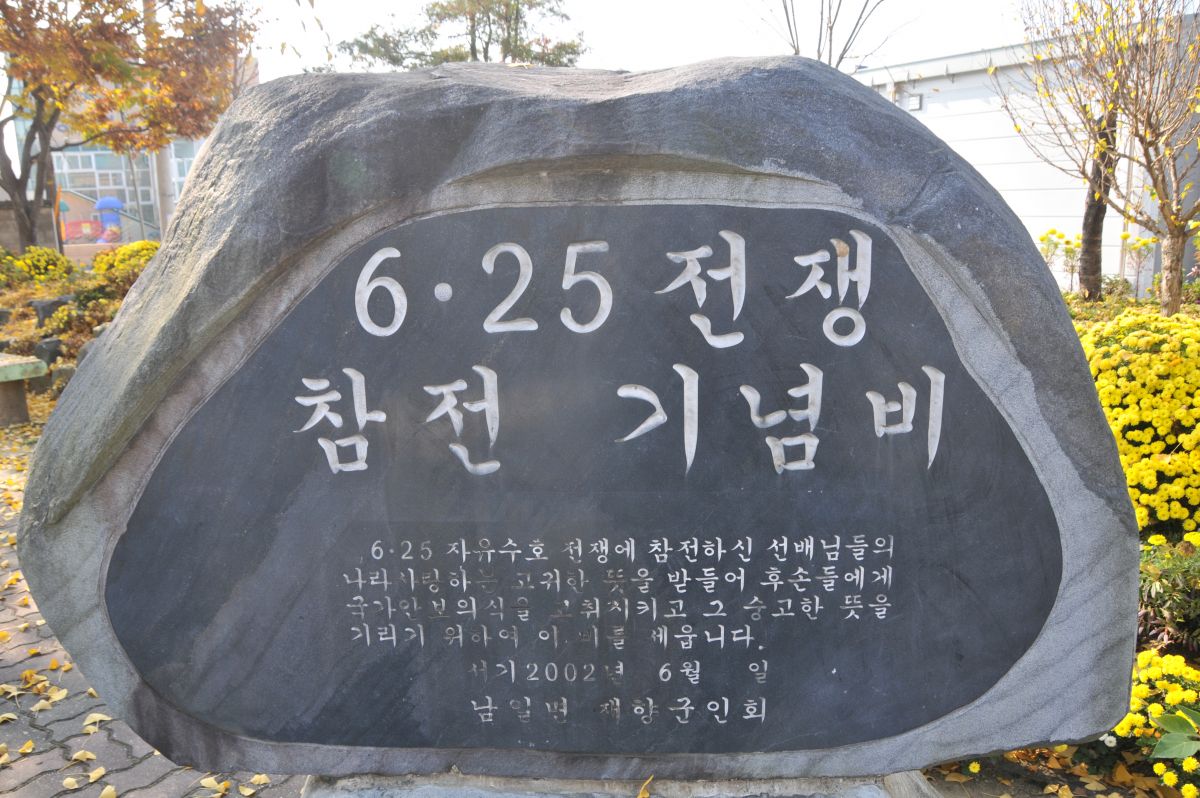 6·25 전쟁
참전 기념비
6·25 자유수호 전쟁에 참전하신 선배님들의
나라사랑하는 고귀한 뜻을 받들어 후손들에게
국가안보의식을 고취시키고 그 숭고한 뜻을
기리기 위하여 이 비를 세웁니다.
서기2002년 6월 일
남일면 재향군인회